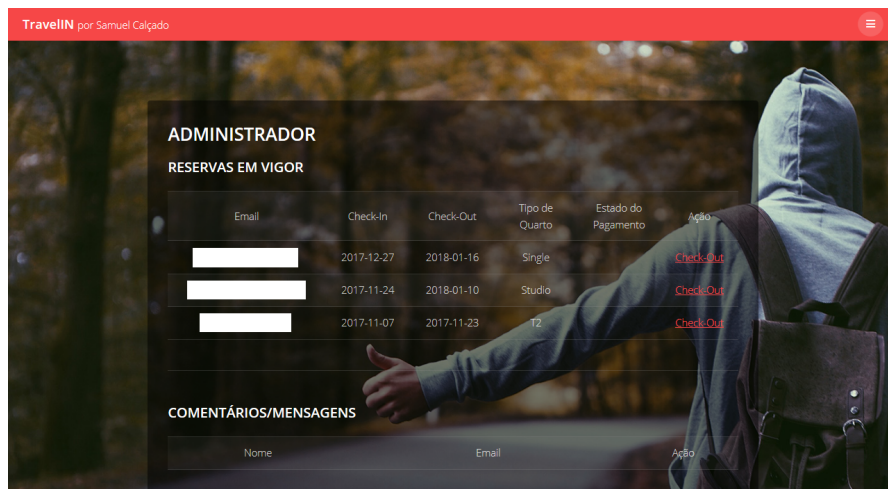 TravelIN por Samuel Calçado
ADMINISTRADOR
RESERVAS EM VIGOR
Email Check-In Check-Out Tipo de Quarto Estado do Pagamento Ação
2017-12-27 2018-01-16 Single Check-Out
2017-11-24 2018-01-10 Studio Check-Out
2017-11-07 2017-11-23 T2 Check-Out
COMENTÁRIOS/MENSAGENS
Nome Email Ação